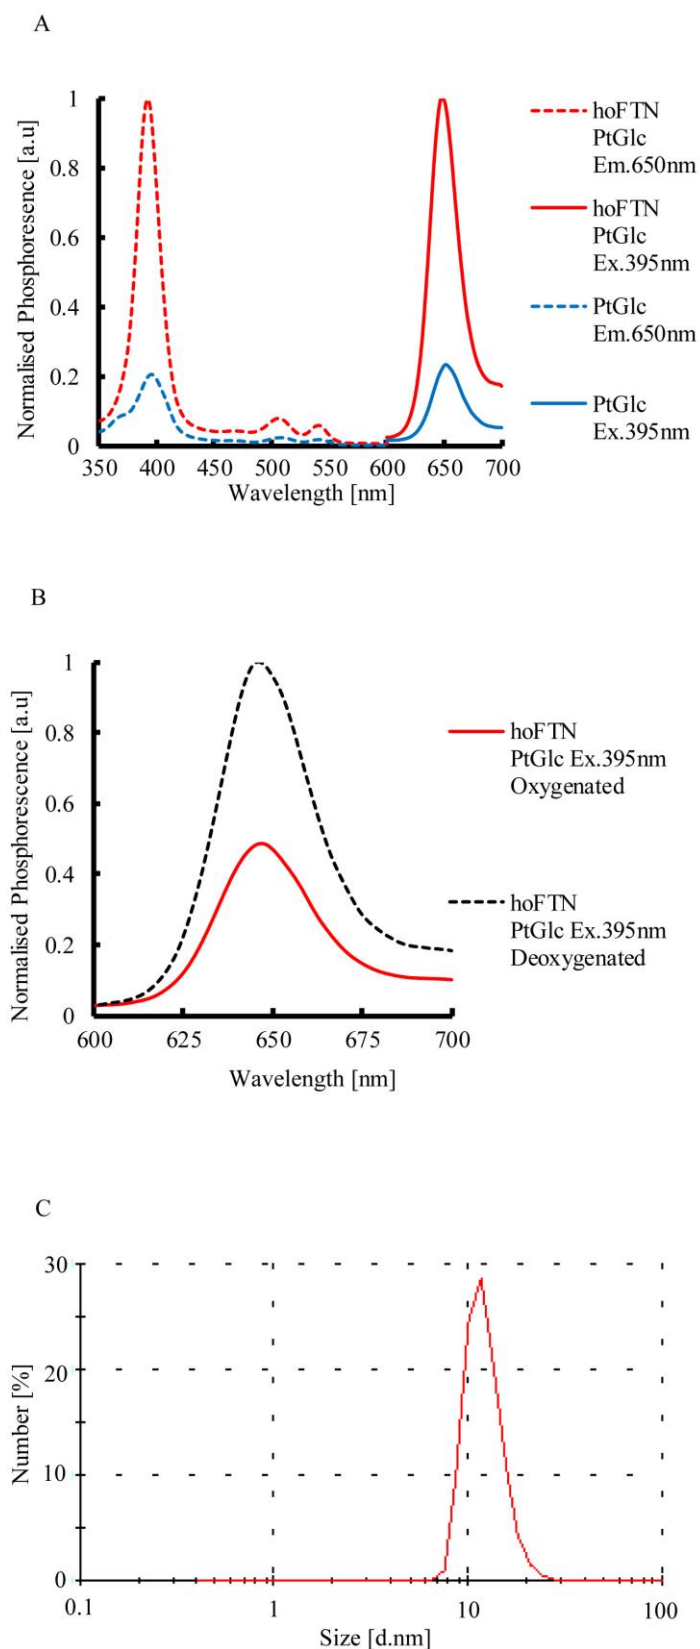 A
Normalised Phosphoresence [a.u]
1
0.8
0.6
0.4
0.2
0
350 400 450 500 550 600 650 700
Wavelength [nm]
hoFTN
PtGlc
Em.650nm
hoFTN
PtGlc
Ex.395nm
PtGlc
Em.650nm
PtGlc
Ex.395nm
B
Normalised Phosphorescence [a.u]
1
0.8
0.6
0.4
0.2
0
600 625 650 675 700
Wavelength [nm]
hoFTN
PtGlc Ex.395nm
Oxygenated
hoFTN
PtGlc Ex.395nm
Deoxygenated
C
Number [%]
30
20
10
0
0.1 1 10 100
Size [d.nm]